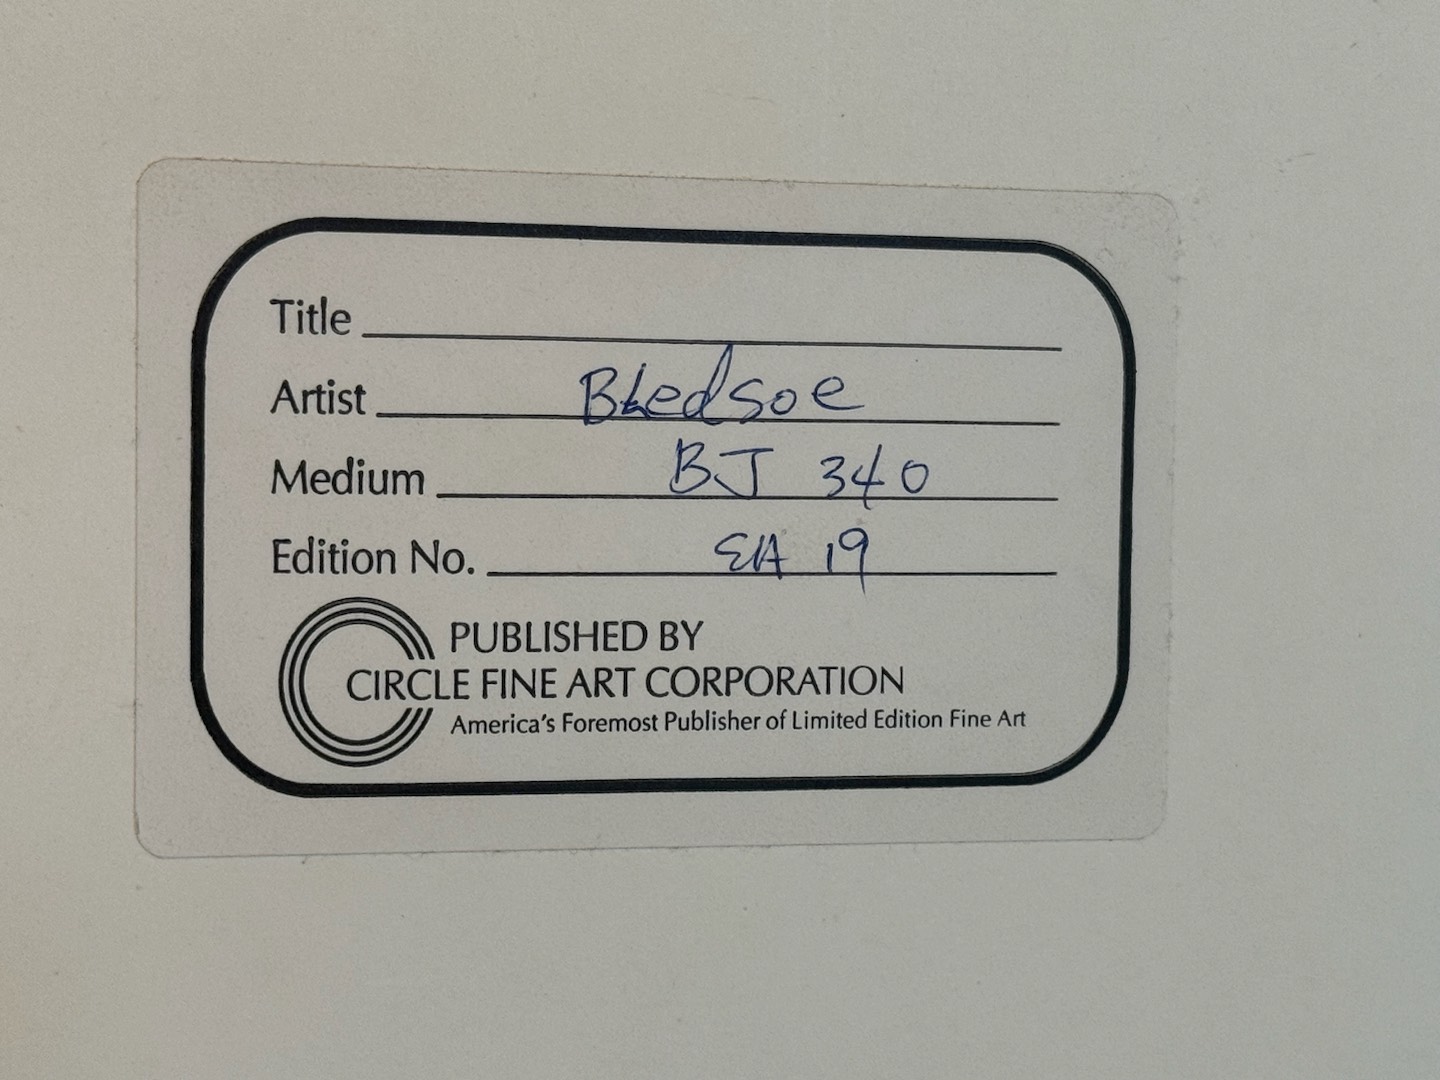 Title
Artist Bledsoe
Medium BJ 340
Edition No. EA 19
PUBLISHED BY
CIRCLE FINE ART CORPORATION
America's Foremost Publisher of Limited Edition Fine Art